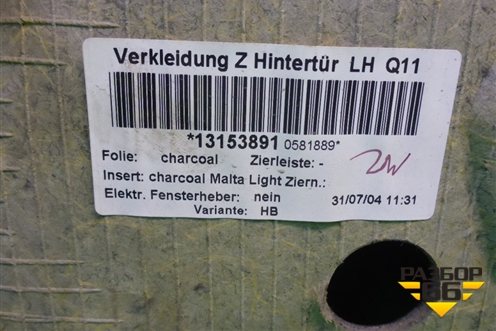 Verkleidung Z Hintertür LH Q11
*13153891 0581889*
Folie: charcoal Zierleiste: -
Insert: charcoal Malta Light Ziern.:
Elektr. Fensterheber: nein 31/07/04 11:31
Variante: HB
РАЗБОР
66